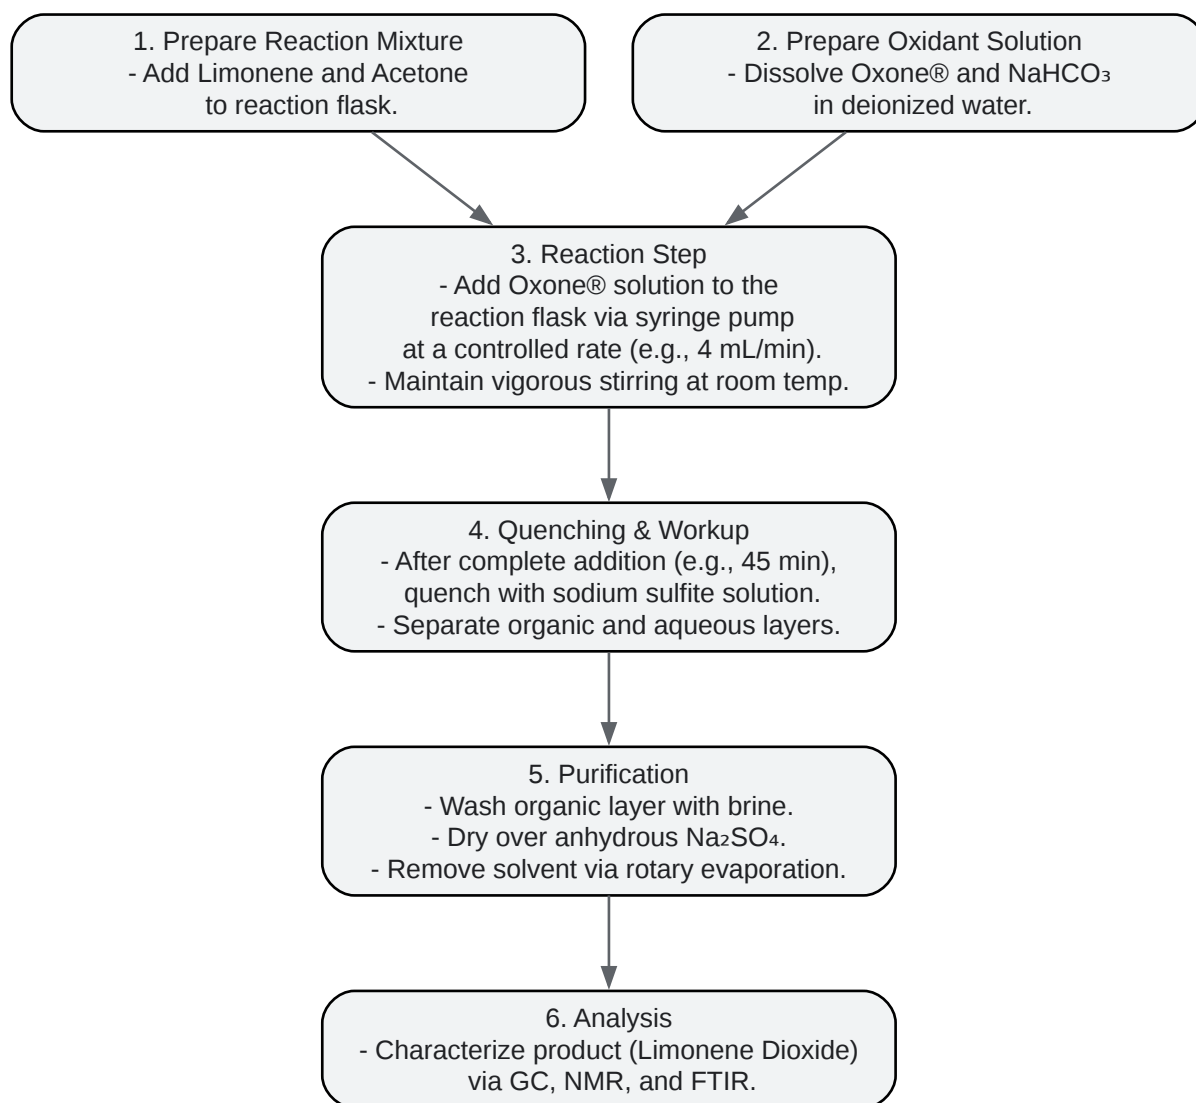 1. Prepare Reaction Mixture
- Add Limonene and Acetone
to reaction flask.
2. Prepare Oxidant Solution
- Dissolve Oxone® and NaHCO₃
in deionized water.
3. Reaction Step
- Add Oxone® solution to the
reaction flask via syringe pump
at a controlled rate (e.g., 4 mL/min).
- Maintain vigorous stirring at room temp.
4. Quenching & Workup
- After complete addition (e.g., 45 min),
quench with sodium sulfite solution.
- Separate organic and aqueous layers.
5. Purification
- Wash organic layer with brine.
- Dry over anhydrous Na₂SO₄.
- Remove solvent via rotary evaporation.
6. Analysis
- Characterize product (Limonene Dioxide)
via GC, NMR, and FTIR.